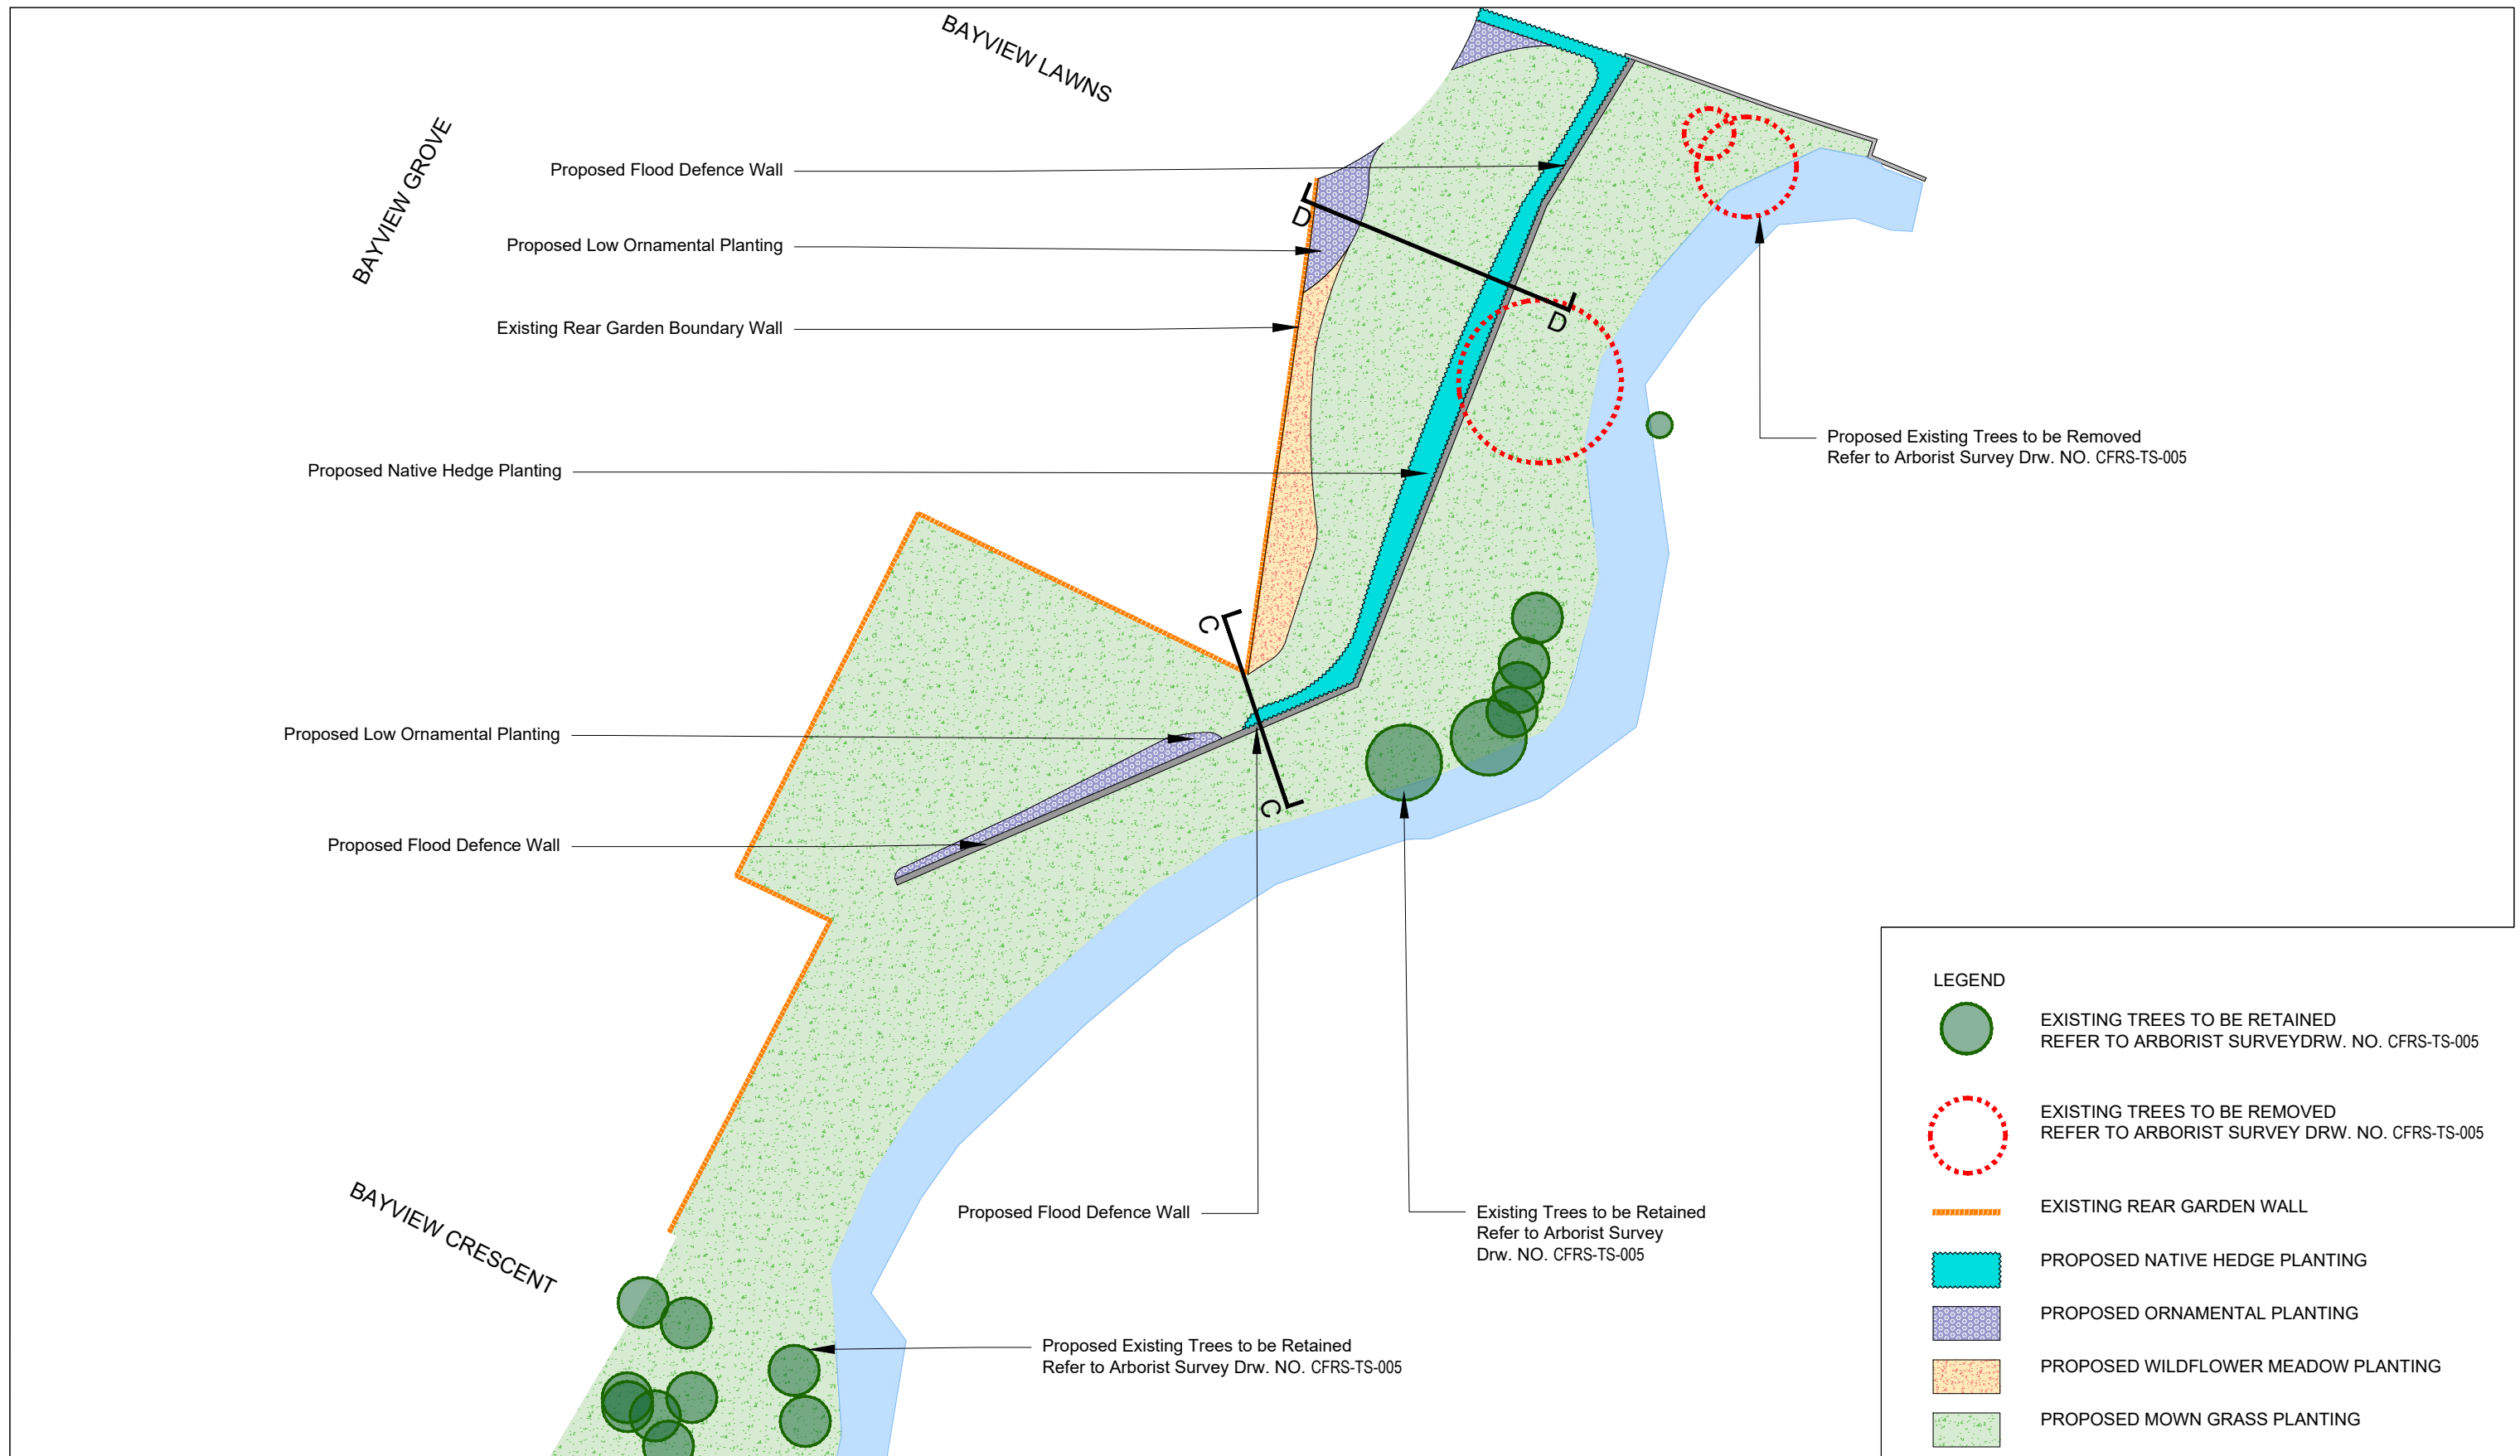 BAYVIEW LAWNS
BAYVIEW GROVE
Proposed Flood Defence Wall
Proposed Low Ornamental Planting
Existing Rear Garden Boundary Wall
Proposed Native Hedge Planting
D
D
Proposed Existing Trees to be Removed
Refer to Arborist Survey Drw. NO. CFRS-TS-005
C
C
Proposed Low Ornamental Planting
Proposed Flood Defence Wall
BAYVIEW CRESCENT
Proposed Flood Defence Wall
Existing Trees to be Retained
Refer to Arborist Survey
Drw. NO. CFRS-TS-005
Proposed Existing Trees to be Retained
Refer to Arborist Survey Drw. NO. CFRS-TS-005
LEGEND
EXISTING TREES TO BE RETAINED
REFER TO ARBORIST SURVEYDRW. NO. CFRS-TS-005
EXISTING TREES TO BE REMOVED
REFER TO ARBORIST SURVEY DRW. NO. CFRS-TS-005
EXISTING REAR GARDEN WALL
PROPOSED NATIVE HEDGE PLANTING
PROPOSED ORNAMENTAL PLANTING
PROPOSED WILDFLOWER MEADOW PLANTING
PROPOSED MOWN GRASS PLANTING